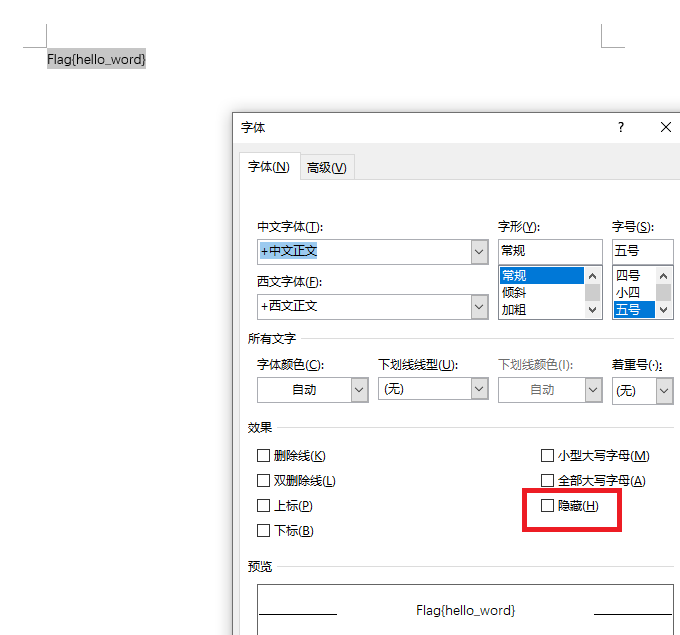 Flag{hello_word}
字体 ?
字体(N) 高级(V)
中文字体(T): 字形(Y): 字号(S):
+中文正文 常规 五号
常规 四号
西文字体(F): 倾斜 小四
+西文正文 加粗 五号
所有文字
字体颜色(C): 下划线线型(U): 下划线颜色(I): 着重号(·):
自动 (无) 自动 (无)
效果
删除线(K) 小型大写字母(M)
双删除线(L) 全部大写字母(A)
上标(P) 隐藏(H)
下标(B)
预览
Flag{hello_word}